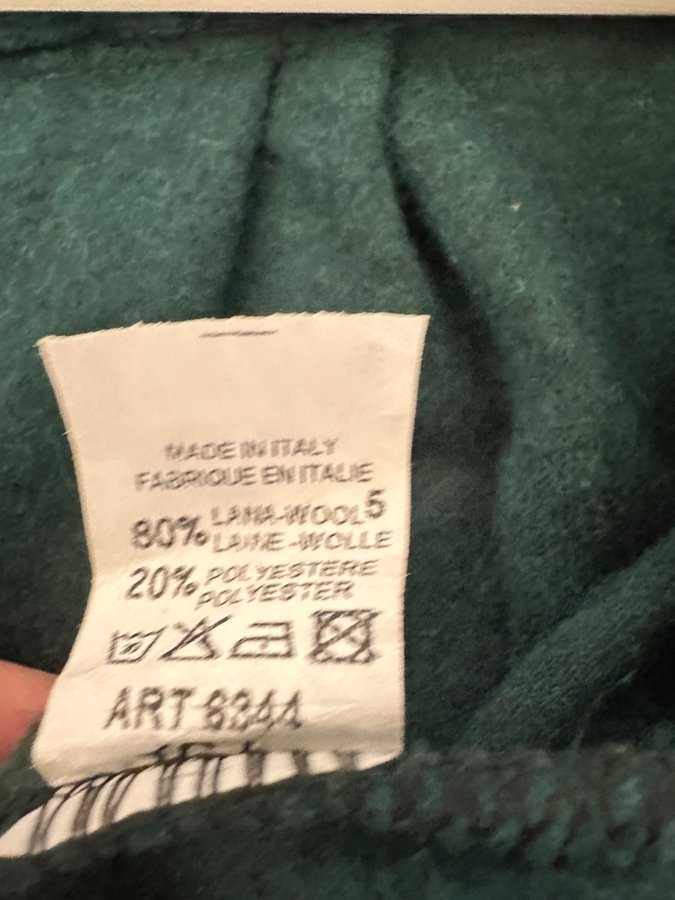 MADE IN ITALY
FABRIQUE EN ITALIE
80% LANA-WOOL 5
LAINE-WOLLE
20% POLYESTERE
POLYESTER
ART 6344